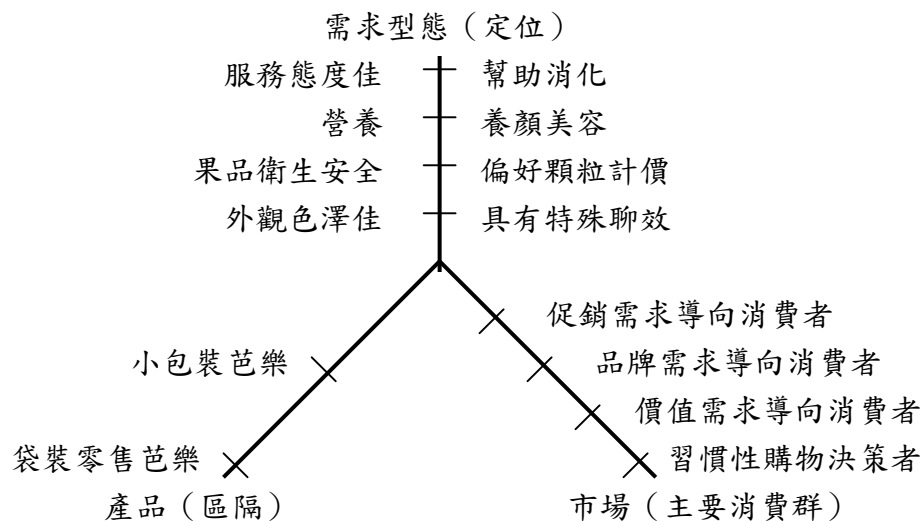 需求型態（定位）
服務態度佳 幫助消化
營養 養顏美容
果品衛生安全 偏好顆粒計價
外觀色澤佳 具有特殊聊效
促銷需求導向消費者
小包裝芭樂 品牌需求導向消費者
價值需求導向消費者
袋裝零售芭樂 習慣性購物決策者
產品（區隔） 市場（主要消費群）